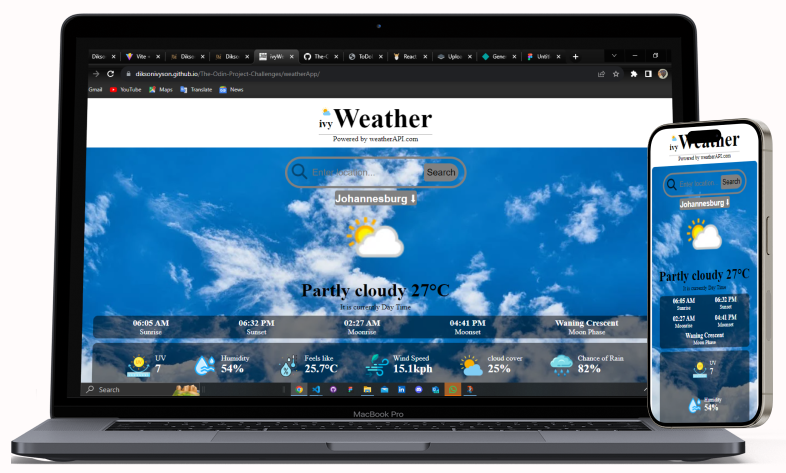 Dikso
Vite +
Dikso
Dikso
ivyWe
The-O
ToDo
React
Uploa
Gene
Untit
diksonivyson.github.io/The-Odin-Project-Challenges/weatherApp/
Gmail YouTube Maps Translate News
ivy Weather
Powered by weatherAPI.com
Enter location... Search
Johannesburg
Partly cloudy 27°C
It is currently Day Time
06:05 AM 06:32 PM 02:27 AM 04:41 PM Waning Crescent
Sunrise Sunset Moonrise Moonset Moon Phase
UV Humidity Feels like Wind Speed cloud cover Chance of Rain
7 54% 25.7°C 15.1kph 25% 82%
Search
MacBook Pro
ivy Weather
Powered by weatherAPI.com
Search
Johannesburg
Partly cloudy 27°C
It is currently Day Time
06:05 AM 06:32 PM
Sunrise Sunset
02:27 AM 04:41 PM
Moonrise Moonset
Waning Crescent
Moon Phase
UV
7
Humidity
54%